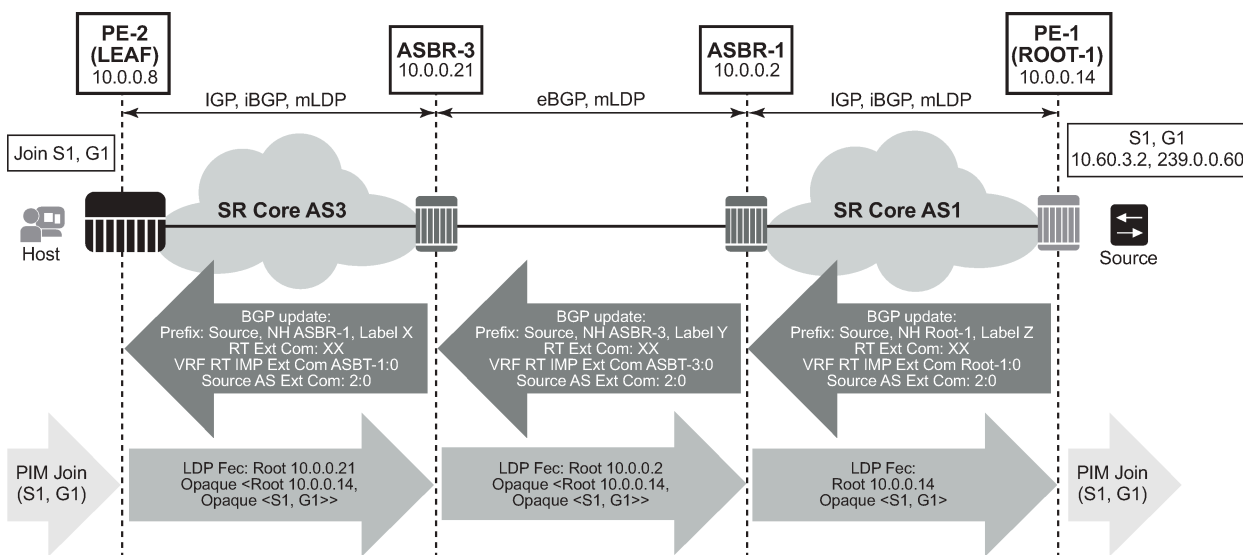 PE-2
(LEAF)
10.0.0.8
ASBR-3
10.0.0.21
ASBR-1
10.0.0.2
PE-1
(ROOT-1)
10.0.0.14
IGP, iBGP, mLDP
eBGP, mLDP
IGP, iBGP, mLDP
Join S1, G1
S1, G1
10.60.3.2, 239.0.0.60
Host
SR Core AS3
SR Core AS1
Source
BGP update:
Prefix: Source, NH ASBR-1, Label X
RT Ext Com: XX
VRF RT IMP Ext Com ASBT-1:0
Source AS Ext Com: 2:0
BGP update:
Prefix: Source, NH ASBR-3, Label Y
RT Ext Com: XX
VRF RT IMP Ext Com ASBT-3:0
Source AS Ext Com: 2:0
BGP update:
Prefix: Source, NH Root-1, Label Z
RT Ext Com: XX
VRF RT IMP Ext Com Root-1:0
Source AS Ext Com: 2:0
PIM Join
(S1, G1)
LDP Fec: Root 10.0.0.21
Opaque <Root 10.0.0.14,
Opaque <S1, G1>>
LDP Fec: Root 10.0.0.2
Opaque <Root 10.0.0.14,
Opaque <S1, G1>>
LDP Fec:
Root 10.0.0.14
Opaque <S1, G1>
PIM Join
(S1, G1)